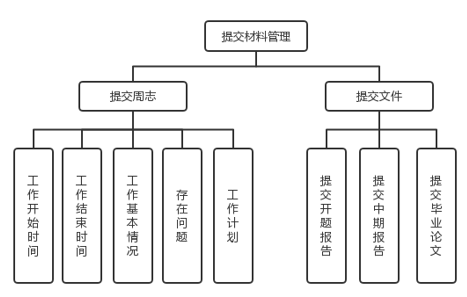 提交材料管理
提交周志
提交文件
工作开始时间
工作结束时间
工作基本情况
存在问题
工作计划
提交开题报告
提交中期报告
提交毕业论文